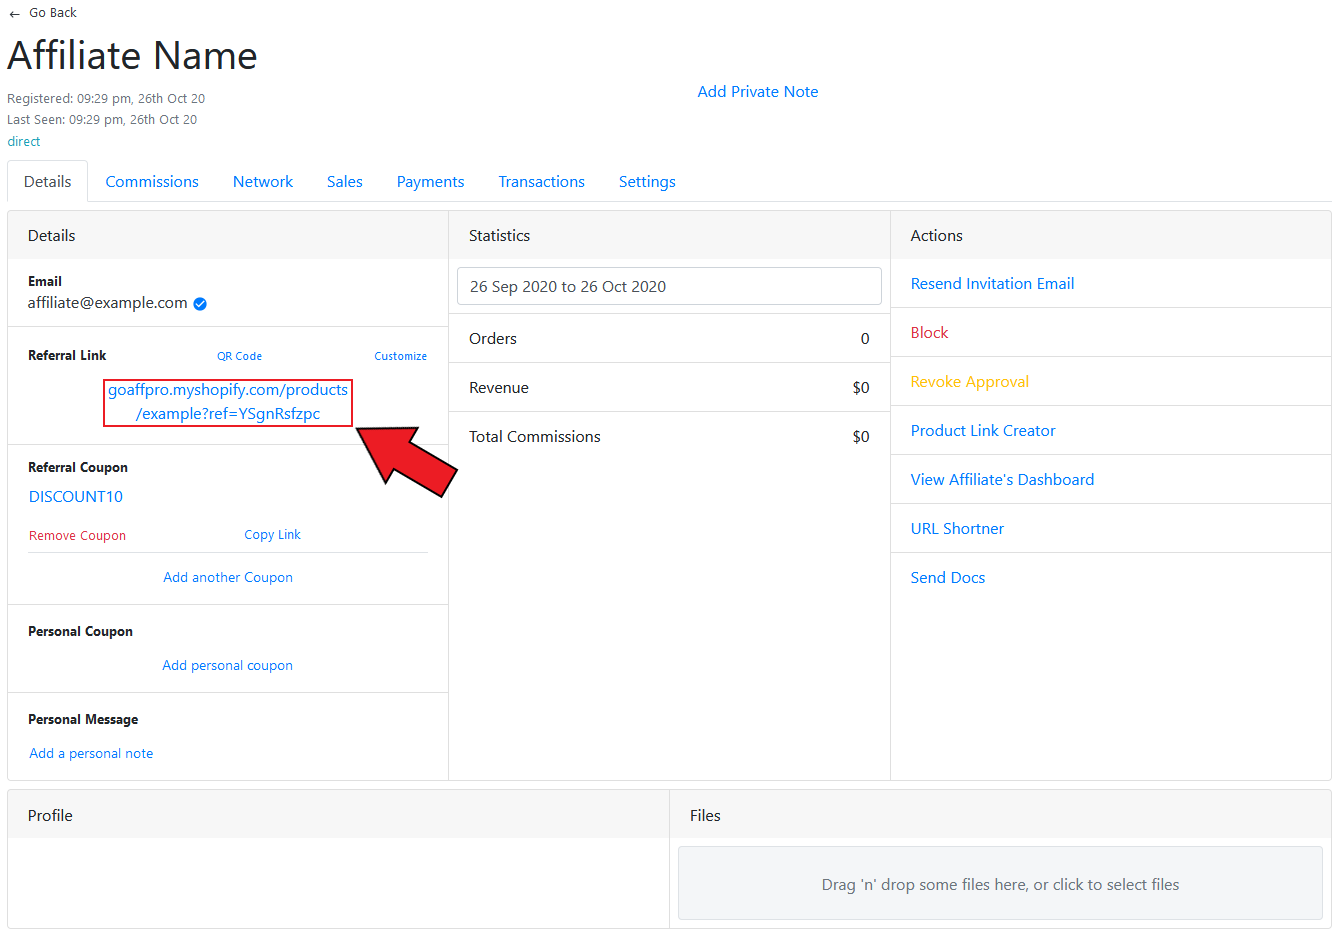 ← Go Back
Affiliate Name
Registered: 09:29 pm, 26th Oct 20
Last Seen: 09:29 pm, 26th Oct 20
direct
Add Private Note
Details Commissions Network Sales Payments Transactions Settings
Details
Email
affiliate@example.com
Referral Link QR Code Customize
goaffpro.myshopify.com/products
/example?ref=YSgnRsfzpc
Referral Coupon
DISCOUNT10
Remove Coupon Copy Link
Add another Coupon
Personal Coupon
Add personal coupon
Personal Message
Add a personal note
Statistics
26 Sep 2020 to 26 Oct 2020
Orders 0
Revenue $0
Total Commissions $0
Actions
Resend Invitation Email
Block
Revoke Approval
Product Link Creator
View Affiliate's Dashboard
URL Shortner
Send Docs
Profile
Files
Drag 'n' drop some files here, or click to select files